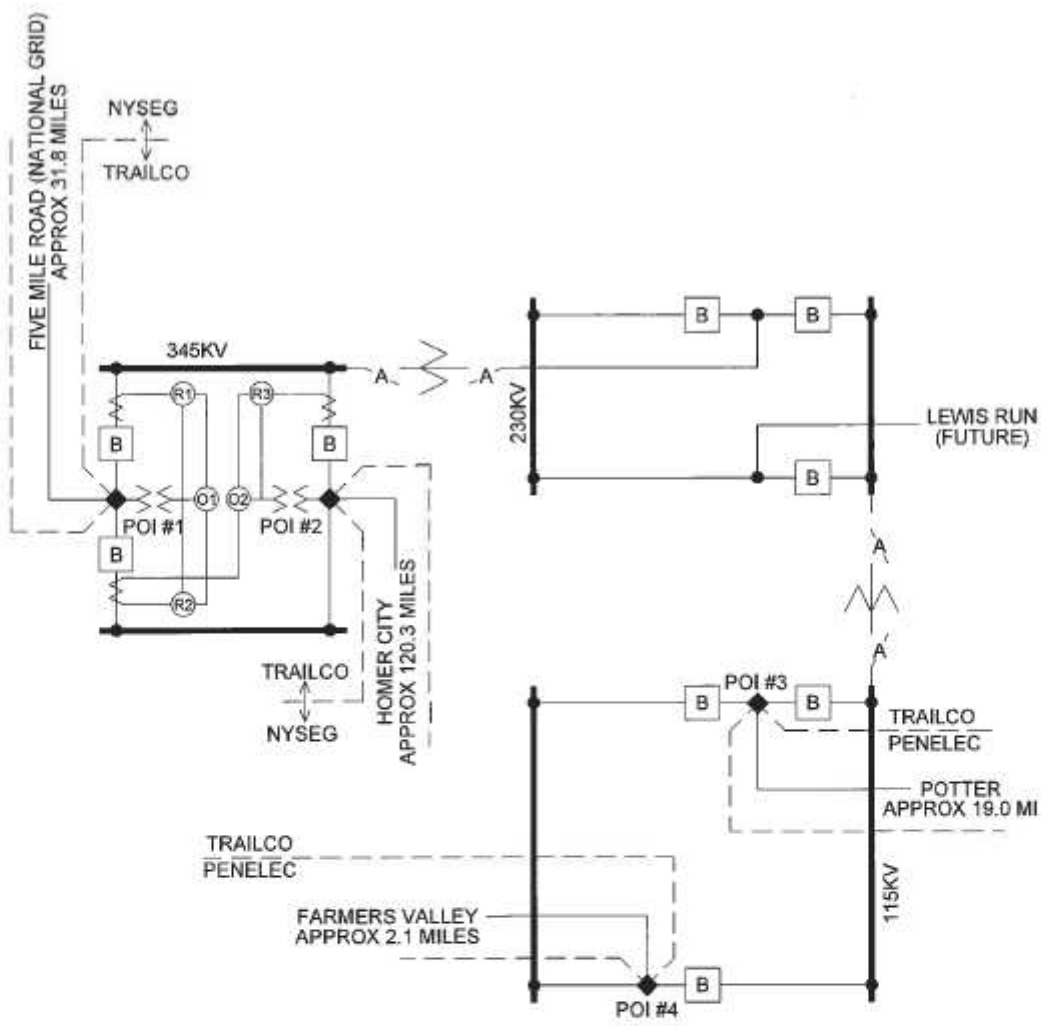 FIVE MILE ROAD (NATIONAL GRID)
APPROX 31.8 MILES
NYSEG
TRAILCO
345KV
A
A
230KV
B
B
LEWIS RUN
(FUTURE)
B
R1
R3
B
B
O1
O2
POI #1
POI #2
B
R2
HOMER CITY
APPROX 120.3 MILES
TRAILCO
NYSEG
A
A
POI #3
B
B
TRAILCO
PENELEC
POTTER
APPROX 19.0 MI
115KV
TRAILCO
PENELEC
FARMERS VALLEY
APPROX 2.1 MILES
B
POI #4